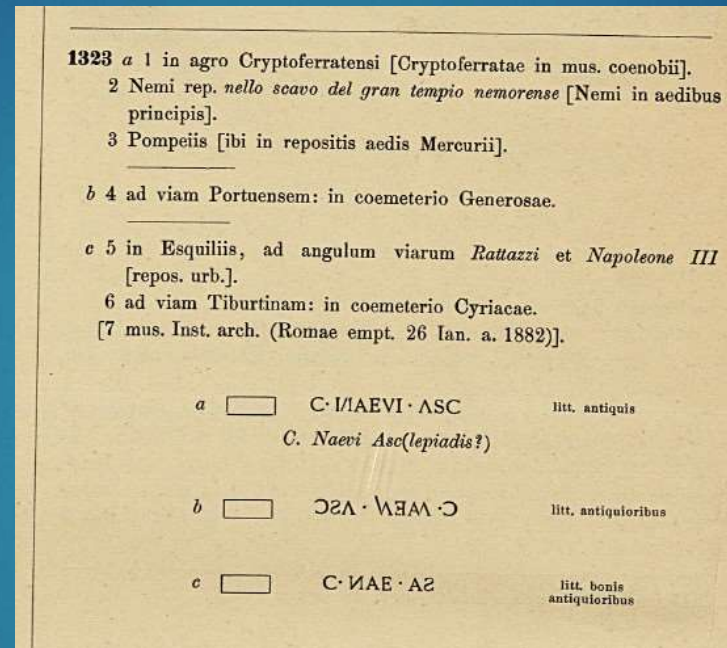 1323 a 1 in agro Cryptoferratensi [Cryptoferratae in mus. coenobii].
2 Nemi rep. nello scavo del gran tempio nemorense [Nemi in aedibus
principis].
3 Pompeiis [ibi in repositis aedis Mercurii].
b 4 ad viam Portuensem: in coemeterio Generosae.
c 5 in Esquiliis, ad angulum viarum Rattazzi et Napoleone III
[repos. urb.].
6 ad viam Tiburtinam: in coemeterio Cyriacae.
[7 mus. Inst. arch. (Romae empt. 26 Ian. a. 1882)].
a C· I/IAEVI · ΛSC litt. antiquis
C. Naevi Asc(lepiadis?)
b ƆƧΛ · \/\ƎAΛ ·Ɔ litt. antiquioribus
c C· ИAE · AƧ litt. bonis
antiquioribus